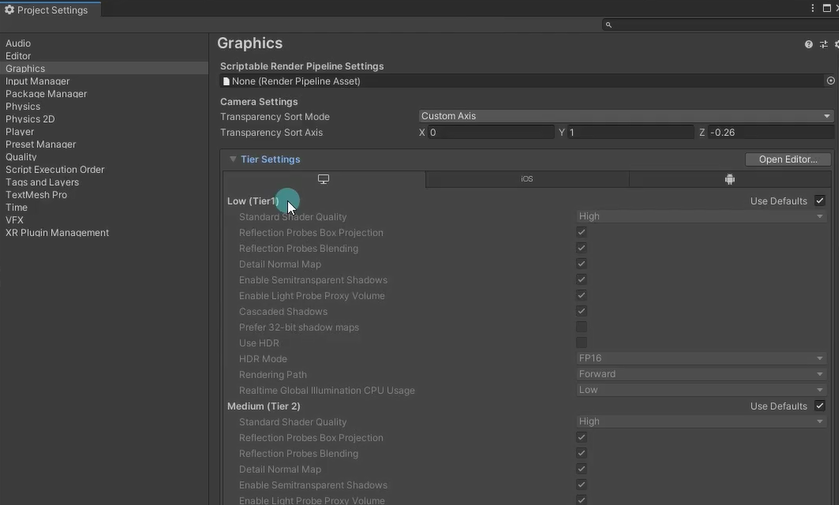 Project Settings
Audio
Editor
Graphics
Input Manager
Package Manager
Physics
Physics 2D
Player
Preset Manager
Quality
Script Execution Order
Tags and Layers
TextMesh Pro
Time
VFX
XR Plugin Management
Graphics
Scriptable Render Pipeline Settings
None (Render Pipeline Asset)
Camera Settings
Transparency Sort Mode Custom Axis
Transparency Sort Axis X 0 Y 1 Z -0.26
Tier Settings Open Editor...
iOS
Low (Tier1) Use Defaults
Standard Shader Quality High
Reflection Probes Box Projection
Reflection Probes Blending
Detail Normal Map
Enable Semitransparent Shadows
Enable Light Probe Proxy Volume
Cascaded Shadows
Prefer 32-bit shadow maps
Use HDR
HDR Mode FP16
Rendering Path Forward
Realtime Global Illumination CPU Usage Low
Medium (Tier 2) Use Defaults
Standard Shader Quality High
Reflection Probes Box Projection
Reflection Probes Blending
Detail Normal Map
Enable Semitransparent Shadows
Enable Light Probe Proxy Volume